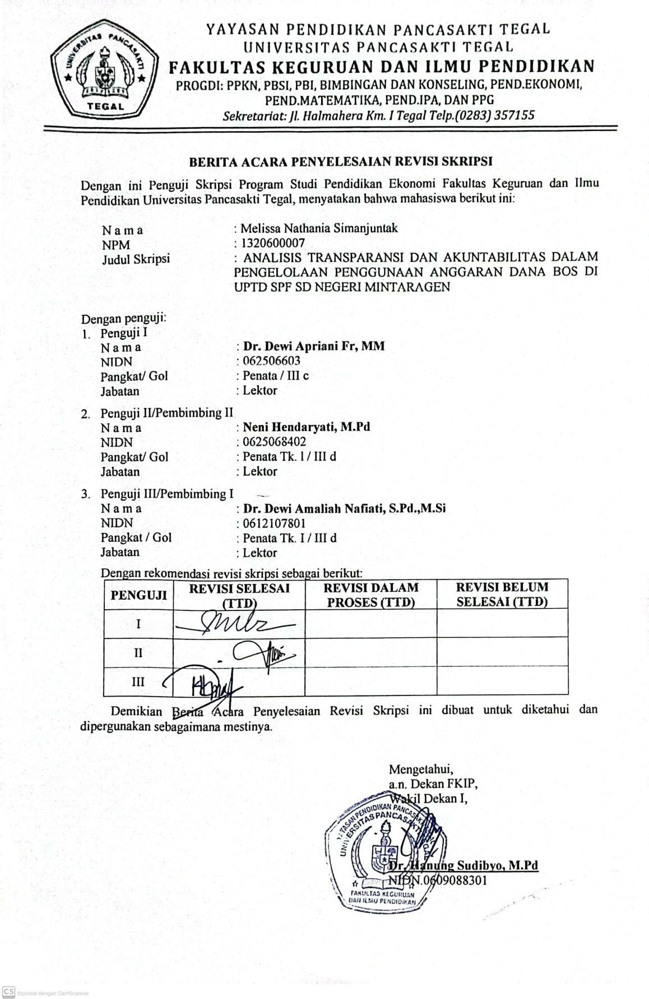 UNIVERSITAS PANCASAKTI
TEGAL
YAYASAN PENDIDIKAN PANCASAKTI TEGAL
UNIVERSITAS PANCASAKTI TEGAL
FAKULTAS KEGURUAN DAN ILMU PENDIDIKAN
PROGDI: PPKN, PBSI, PBI, BIMBINGAN DAN KONSELING, PEND.EKONOMI,
PEND.MATEMATIKA, PEND.IPA, DAN PPG
Sekretariat: Jl. Halmahera Km. I Tegal Telp.(0283) 357155
BERITA ACARA PENYELESAIAN REVISI SKRIPSI
Dengan ini Penguji Skripsi Program Studi Pendidikan Ekonomi Fakultas Keguruan dan Ilmu
Pendidikan Universitas Pancasakti Tegal, menyatakan bahwa mahasiswa berikut ini:
N a m a : Melissa Nathania Simanjuntak
NPM : 1320600007
Judul Skripsi : ANALISIS TRANSPARANSI DAN AKUNTABILITAS DALAM
PENGELOLAAN PENGGUNAAN ANGGARAN DANA BOS DI
UPTD SPF SD NEGERI MINTARAGEN
Dengan penguji:
1. Penguji I
N a m a : Dr. Dewi Apriani Fr, MM
NIDN : 062506603
Pangkat/ Gol : Penata / III c
Jabatan : Lektor
2. Penguji II/Pembimbing II
N a m a : Neni Hendaryati, M.Pd
NIDN : 0625068402
Pangkat/ Gol : Penata Tk. 1 / III d
Jabatan : Lektor
3. Penguji III/Pembimbing I
N a m a : Dr. Dewi Amaliah Nafiati, S.Pd.,M.Si
NIDN : 0612107801
Pangkat / Gol : Penata Tk. I / III d
Jabatan : Lektor
Dengan rekomendasi revisi skripsi sebagai berikut:
PENGUJI REVISI SELESAI (TTD) REVISI DALAM PROSES (TTD) REVISI BELUM SELESAI (TTD)
I
II
III
Demikian Berita Acara Penyelesaian Revisi Skripsi ini dibuat untuk diketahui dan
dipergunakan sebagaimana mestinya.
Mengetahui,
a.n. Dekan FKIP,
Wakil Dekan I,
YAYASAN PENDIDIKAN PANCASAKTI TEGAL
UNIVERSITAS PANCASAKTI TEGAL
Dr. Hanung Sudibyo, M.Pd
NIDN.0609088301
FAKULTAS KEGURUAN
DAN ILMU PENDIDIKAN
CS Dipindai dengan CamScanner